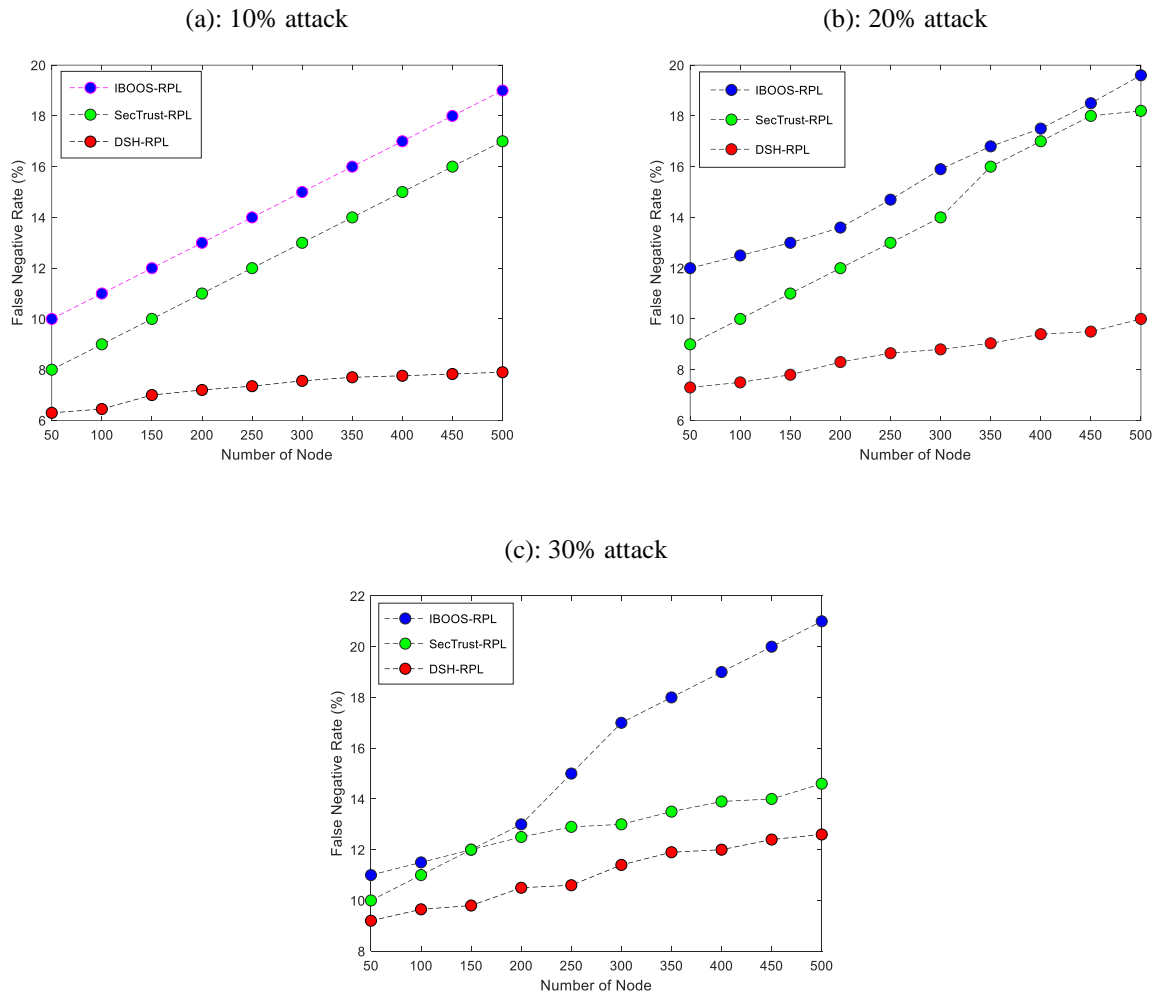 (a): 10% attack
20
18
16
14
12
10
8
6
False Negative Rate (%)
IBOOS-RPL
SecTrust-RPL
DSH-RPL
50 100 150 200 250 300 350 400 450 500
Number of Node
(b): 20% attack
20
18
16
14
12
10
8
6
False Negative Rate (%)
IBOOS-RPL
SecTrust-RPL
DSH-RPL
50 100 150 200 250 300 350 400 450 500
Number of Node
(c): 30% attack
22
20
18
16
14
12
10
8
False Negative Rate (%)
IBOOS-RPL
SecTrust-RPL
DSH-RPL
50 100 150 200 250 300 350 400 450 500
Number of Node